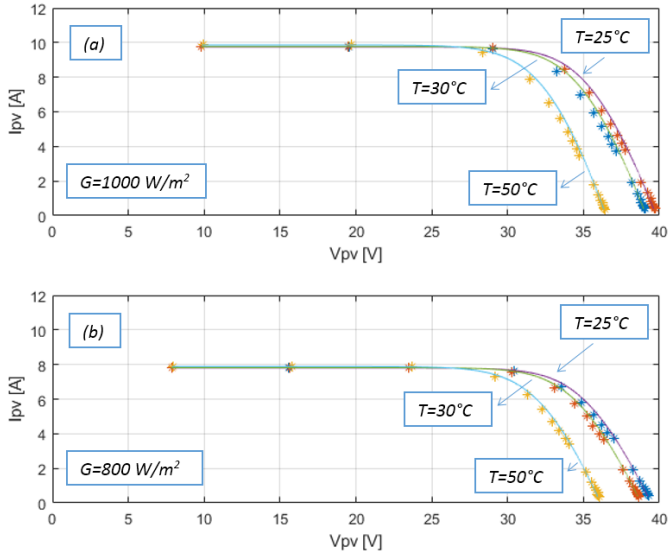 12
10
8
6
4
2
0
Ipv [A]
(a)
T=25°C
T=30°C
T=50°C
G=1000 W/m²
0 5 10 15 20 25 30 35 40
Vpv [V]
12
10
8
6
4
2
0
Ipv [A]
(b)
T=25°C
T=30°C
T=50°C
G=800 W/m²
0 5 10 15 20 25 30 35 40
Vpv [V]